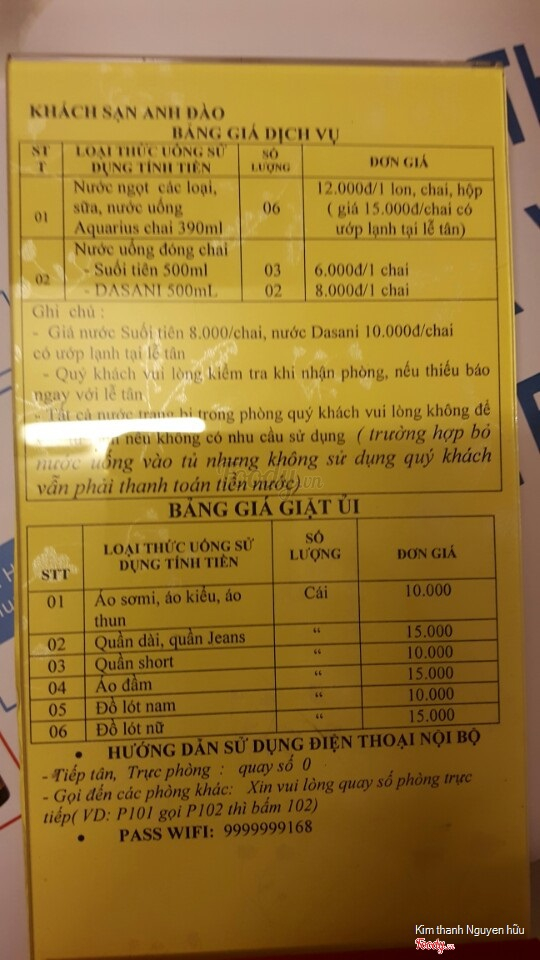 KHÁCH SẠN ANH ĐÀO
BẢNG GIÁ DỊCH VỤ
STT LOẠI THỨC UỐNG SỬ DỤNG TÍNH TIỀN SỐ LƯỢNG ĐƠN GIÁ
01 Nước ngọt các loại, sữa, nước uống Aquarius chai 390ml 06 12.000đ/1 lon, chai, hộp ( giá 15.000đ/chai có ướp lạnh tại lễ tân)
02 Nước uống đóng chai
- Suối tiên 500ml 03 6.000đ/1 chai
- DASANI 500mL 02 8.000đ/1 chai
Ghi chú :
- Giá nước Suối tiên 8.000/chai, nước Dasani 10.000đ/chai
có ướp lạnh tại lễ tân
- Quý khách vui lòng kiểm tra khi nhận phòng, nếu thiếu báo
ngay với lễ tân
- Tất cả nước trang bị trong phòng quý khách vui lòng không để
nếu không có nhu cầu sử dụng ( trường hợp bỏ
nước uống vào tủ nhưng không sử dụng quý khách
vẫn phải thanh toán tiền nước)
BẢNG GIÁ GIẶT ỦI
STT LOẠI THỨC UỐNG SỬ DỤNG TÍNH TIỀN SỐ LƯỢNG ĐƠN GIÁ
01 Áo sơmi, áo kiểu, áo thun Cái 10.000
02 Quần dài, quần Jeans “ 15.000
03 Quần short “ 10.000
04 Áo đầm “ 15.000
05 Đồ lót nam “ 10.000
06 Đồ lót nữ “ 15.000
• HƯỚNG DẪN SỬ DỤNG ĐIỆN THOẠI NỘI BỘ
- Tiếp tân, Trực phòng : quay số 0
- Gọi đến các phòng khác: Xin vui lòng quay số phòng trực
tiếp( VD: P101 gọi P102 thì bấm 102)
• PASS WIFI: 9999999168
Kim thanh Nguyen hữu
Foody.vn